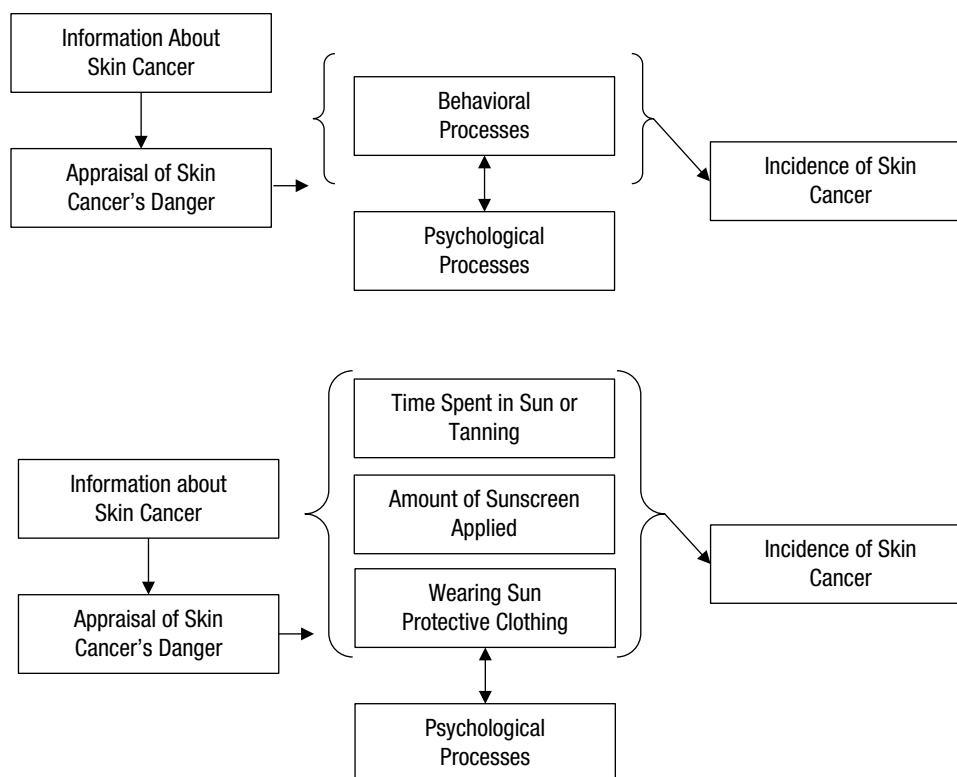 Information About
Skin Cancer
Behavioral
Processes
Appraisal of Skin
Cancer’s Danger
Incidence of Skin
Cancer
Psychological
Processes
Time Spent in Sun or
Tanning
Information about
Skin Cancer
Amount of Sunscreen
Applied
Incidence of Skin
Cancer
Wearing Sun
Protective Clothing
Appraisal of Skin
Cancer’s Danger
Psychological
Processes